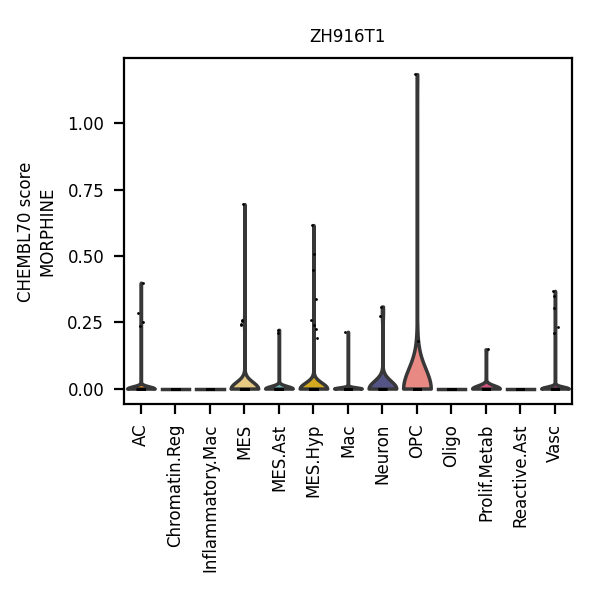 ZH916T1
CHEMBL70 score
MORPHINE
1.00
0.75
0.50
0.25
0.00
AC
Chromatin.Reg
Inflammatory.Mac
MES
MES.Ast
MES.Hyp
Mac
Neuron
OPC
Oligo
Prolif.Metab
Reactive.Ast
Vasc